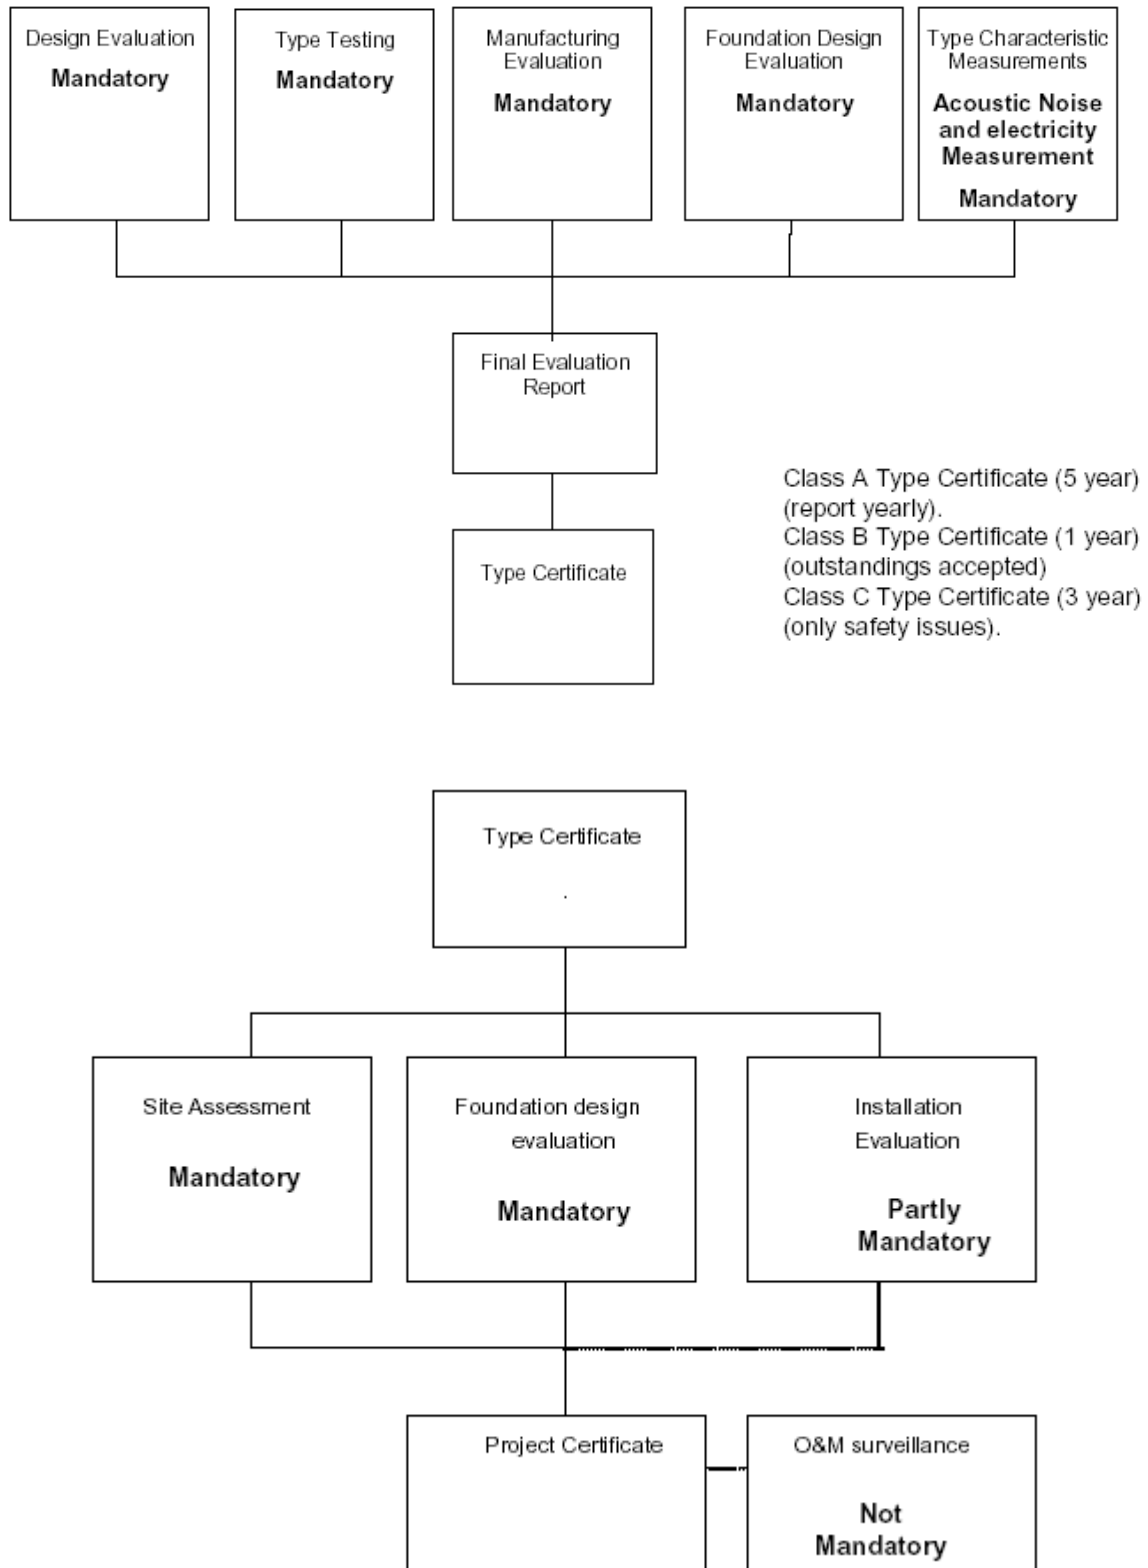 Design Evaluation
Mandatory
Type Testing
Mandatory
Manufacturing
Evaluation
Mandatory
Foundation Design
Evaluation
Mandatory
Type Characteristic
Measurements
Acoustic Noise
and electricity
Measurement
Mandatory
Final Evaluation
Report
Class A Type Certificate (5 year)
(report yearly).
Class B Type Certificate (1 year)
(outstandings accepted)
Class C Type Certificate (3 year)
(only safety issues).
Type Certificate
Type Certificate
.
Site Assessment
Mandatory
Foundation design
evaluation
Mandatory
Installation
Evaluation
Partly
Mandatory
Project Certificate
O&M surveillance
Not
Mandatory